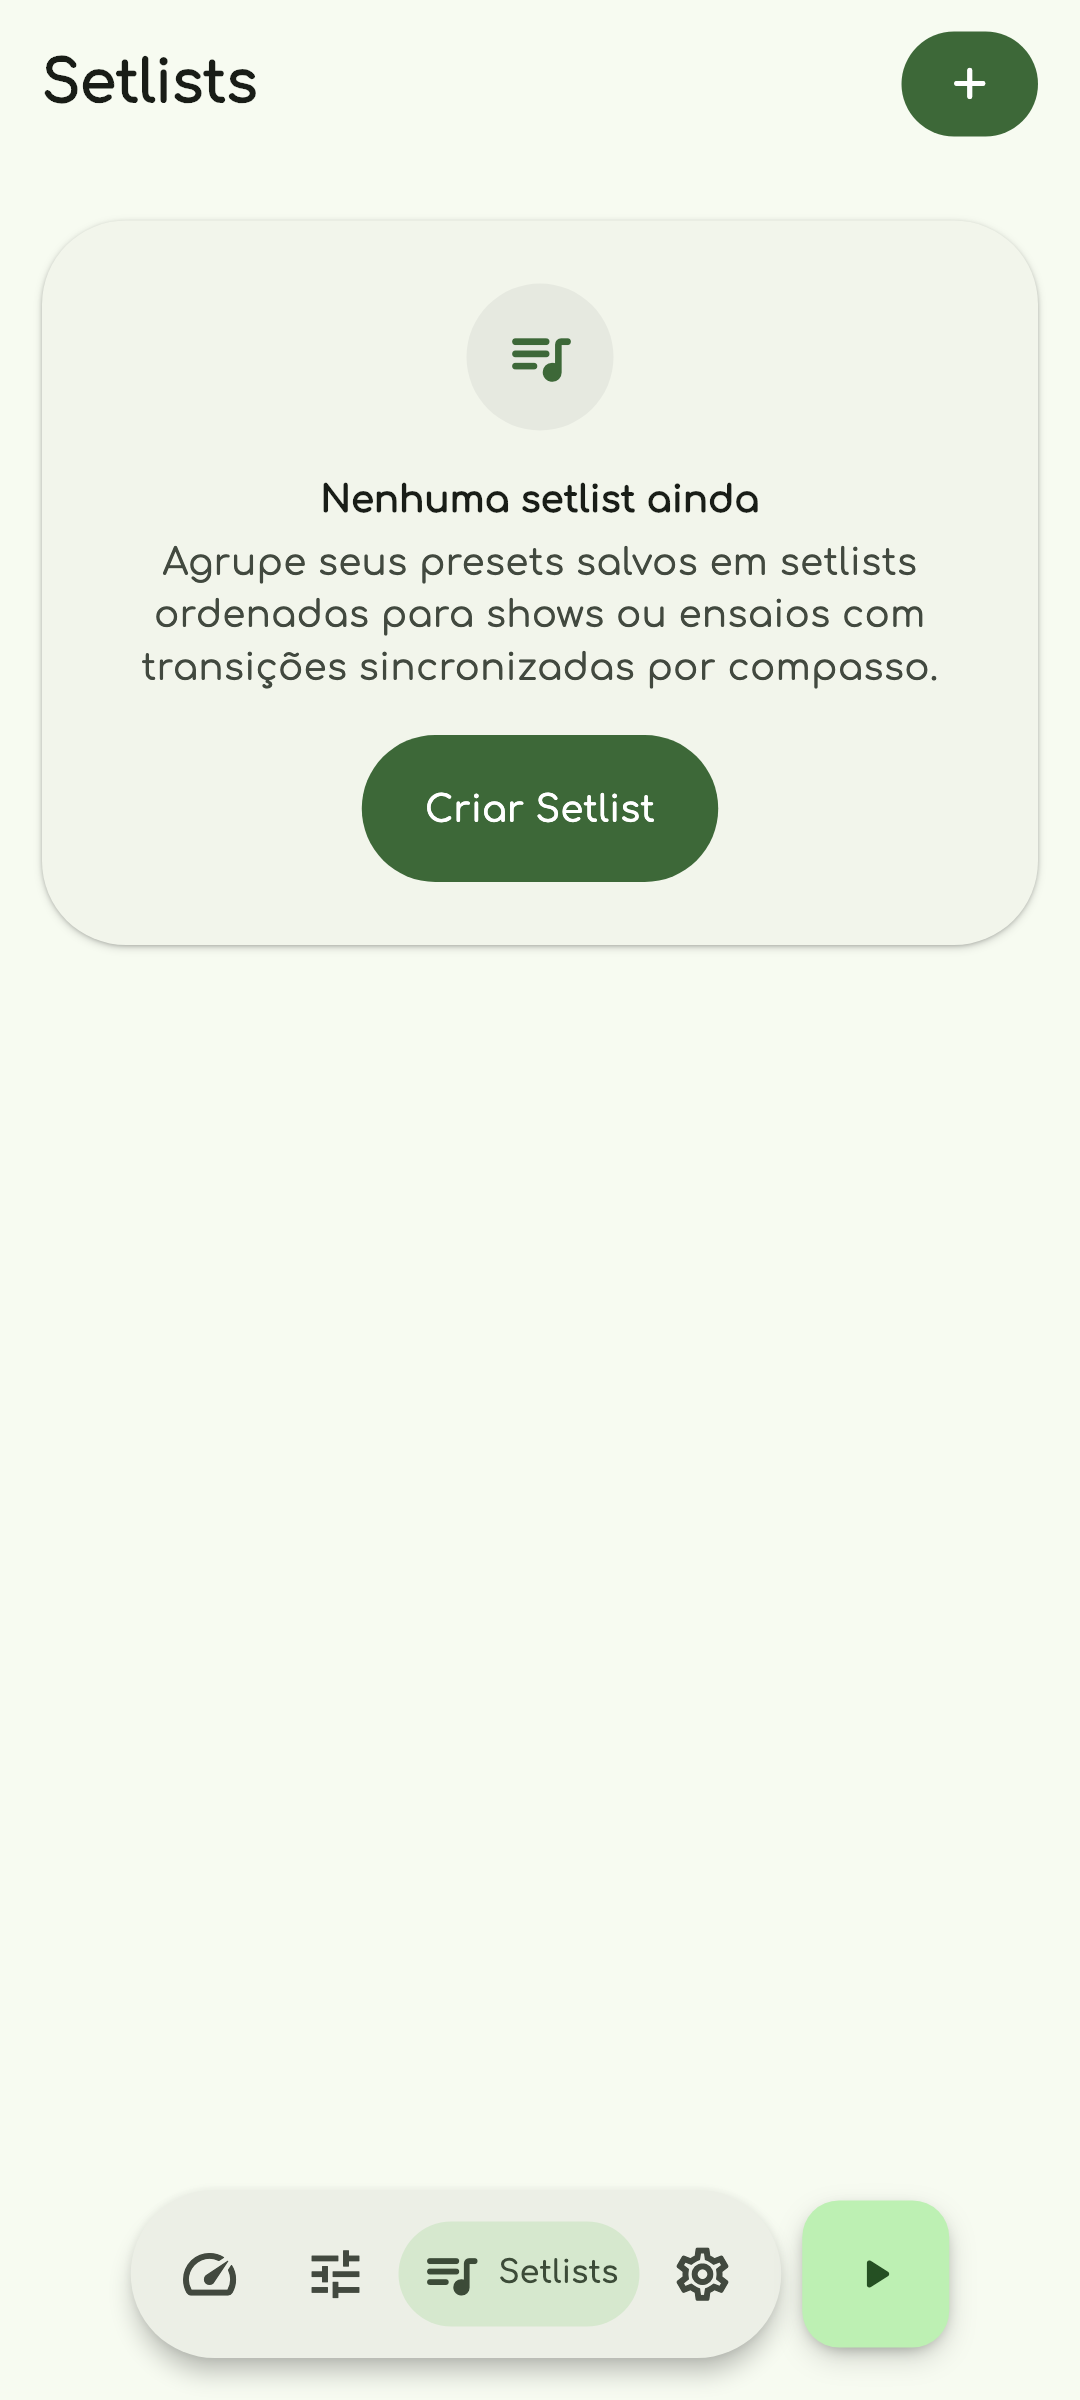 Setlists
Nenhuma setlist ainda
Agrupe seus presets salvos em setlists
ordenadas para shows ou ensaios com
transições sincronizadas por compasso.
Criar Setlist
Setlists